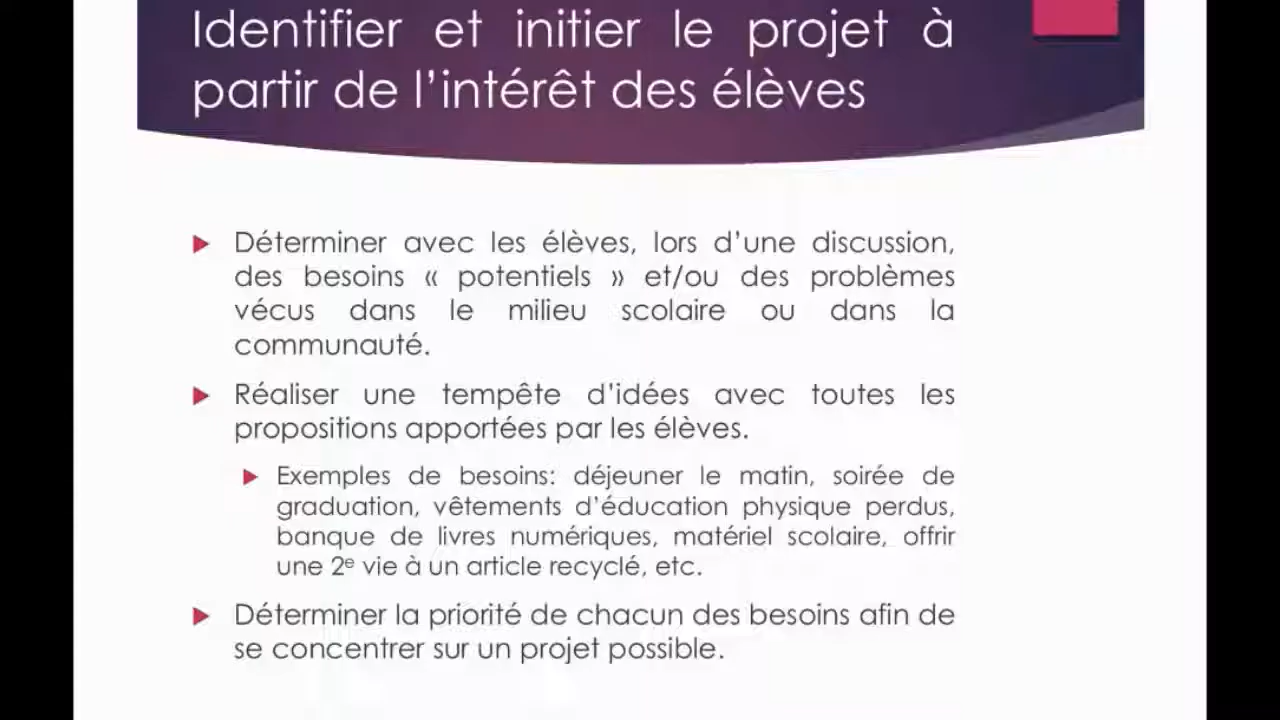 Identifier et initier le projet à
partir de l’intérêt des élèves
Déterminer avec les élèves, lors d’une discussion,
des besoins « potentiels » et/ou des problèmes
vécus dans le milieu scolaire ou dans la
communauté.
Réaliser une tempête d’idées avec toutes les
propositions apportées par les élèves.
Exemples de besoins: déjeuner le matin, soirée de
graduation, vêtements d’éducation physique perdus,
banque de livres numériques, matériel scolaire, offrir
une 2ᵉ vie à un article recyclé, etc.
Déterminer la priorité de chacun des besoins afin de
se concentrer sur un projet possible.